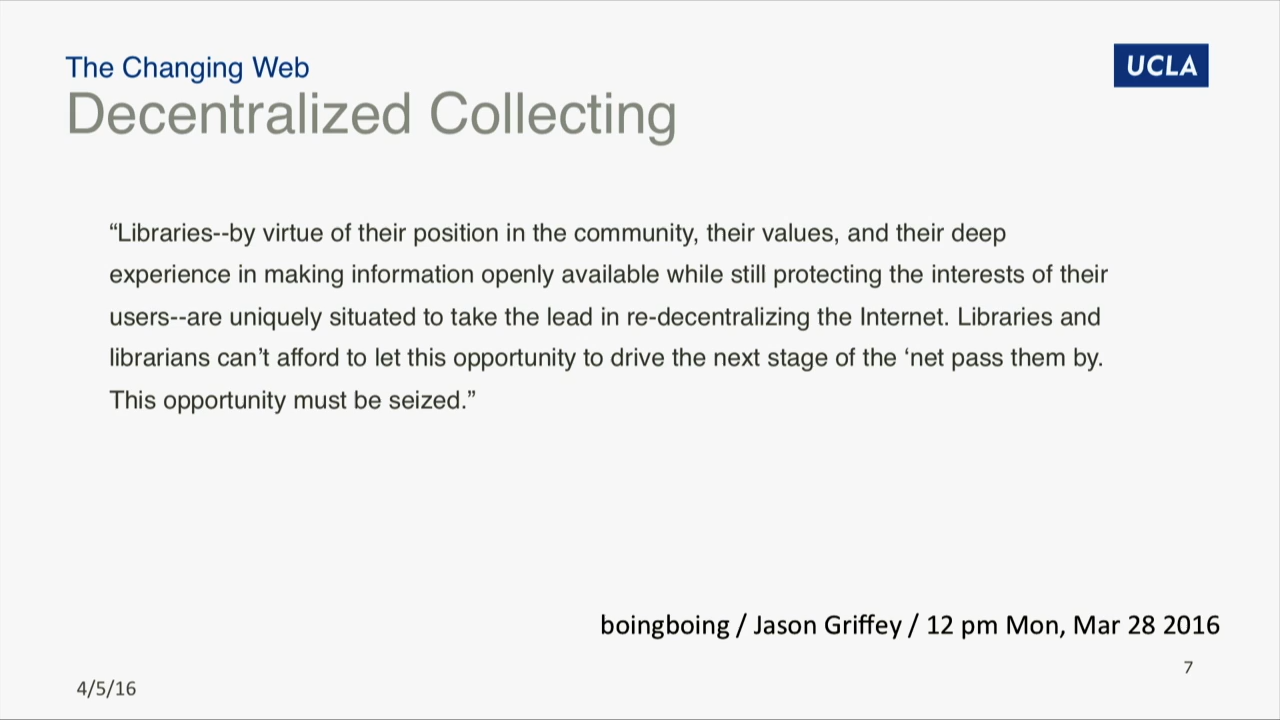 The Changing Web
UCLA
Decentralized Collecting
“Libraries--by virtue of their position in the community, their values, and their deep
experience in making information openly available while still protecting the interests of their
users--are uniquely situated to take the lead in re-decentralizing the Internet. Libraries and
librarians can’t afford to let this opportunity to drive the next stage of the ‘net pass them by.
This opportunity must be seized.”
boingboing / Jason Griffey / 12 pm Mon, Mar 28 2016
7
4/5/16